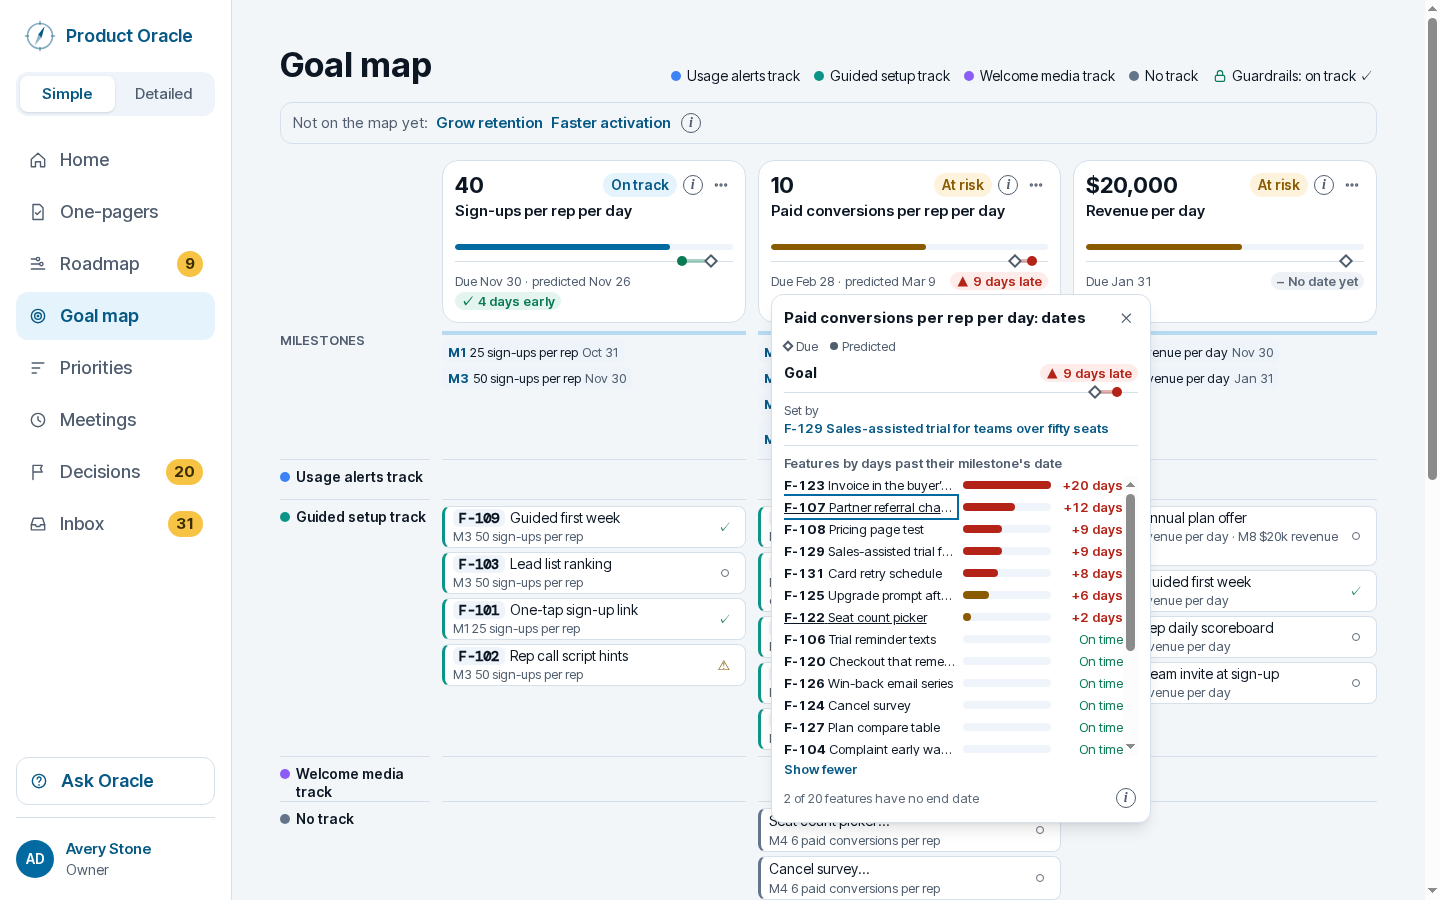 Product Oracle
Simple Detailed
Home
One-pagers
Roadmap 9
Goal map
Priorities
Meetings
Decisions 20
Inbox 31
Ask Oracle
AD
Avery Stone
Owner
Goal map
Usage alerts track Guided setup track Welcome media track No track Guardrails: on track ✓
Not on the map yet: Grow retention Faster activation i
40 On track i
Sign-ups per rep per day
Due Nov 30 · predicted Nov 26
✓ 4 days early
10 At risk i
Paid conversions per rep per day
Due Feb 28 · predicted Mar 9 ▲ 9 days late
$20,000 At risk i
Revenue per day
Due Jan 31 – No date yet
MILESTONES
M1 25 sign-ups per rep Oct 31
M3 50 sign-ups per rep Nov 30
enue per day Nov 30
enue per day Jan 31
Usage alerts track
Guided setup track
F-109 Guided first week
M3 50 sign-ups per rep
F-103 Lead list ranking
M3 50 sign-ups per rep
F-101 One-tap sign-up link
M1 25 sign-ups per rep
F-102 Rep call script hints
M3 50 sign-ups per rep
nnual plan offer
enue per day · M8 $20k revenue
uided first week
enue per day
ep daily scoreboard
enue per day
eam invite at sign-up
enue per day
Welcome media
track
No track
Seat count picker...
M4 6 paid conversions per rep
Cancel survey...
M4 6 paid conversions per rep
Paid conversions per rep per day: dates
Due Predicted
Goal ▲ 9 days late
Set by
F-129 Sales-assisted trial for teams over fifty seats
Features by days past their milestone's date
F-123 Invoice in the buyer'... +20 days
F-107 Partner referral cha... +12 days
F-108 Pricing page test +9 days
F-129 Sales-assisted trial f... +9 days
F-131 Card retry schedule +8 days
F-125 Upgrade prompt aft... +6 days
F-122 Seat count picker +2 days
F-106 Trial reminder texts On time
F-120 Checkout that reme... On time
F-126 Win-back email series On time
F-124 Cancel survey On time
F-127 Plan compare table On time
F-104 Complaint early wa... On time
Show fewer
2 of 20 features have no end date i